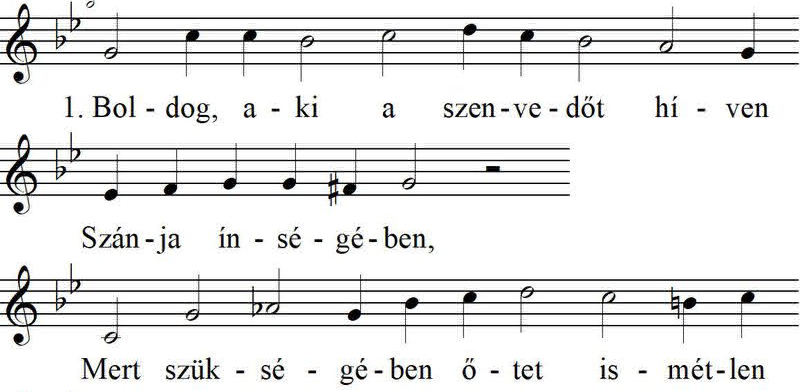 1. Bol - dog, a - ki a szen - ve - dőt hí - ven
Szán - ja ín - sé - gé - ben,
Mert szük - sé - gé - ben ő - tet is - mét - len